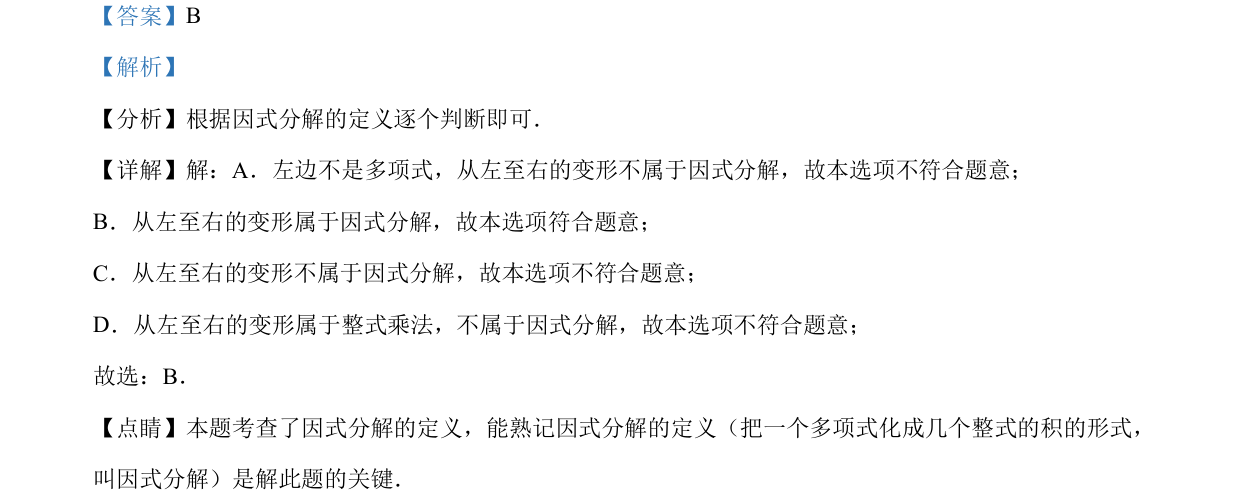 【答案】B
【解析】
【分析】根据因式分解的定义逐个判断即可．
【详解】解：A．左边不是多项式，从左至右的变形不属于因式分解，故本选项不符合题意；
B．从左至右的变形属于因式分解，故本选项符合题意；
C．从左至右的变形不属于因式分解，故本选项不符合题意；
D．从左至右的变形属于整式乘法，不属于因式分解，故本选项不符合题意；
故选：B．
【点睛】本题考查了因式分解的定义，能熟记因式分解的定义（把一个多项式化成几个整式的积的形式，
叫因式分解）是解此题的关键．